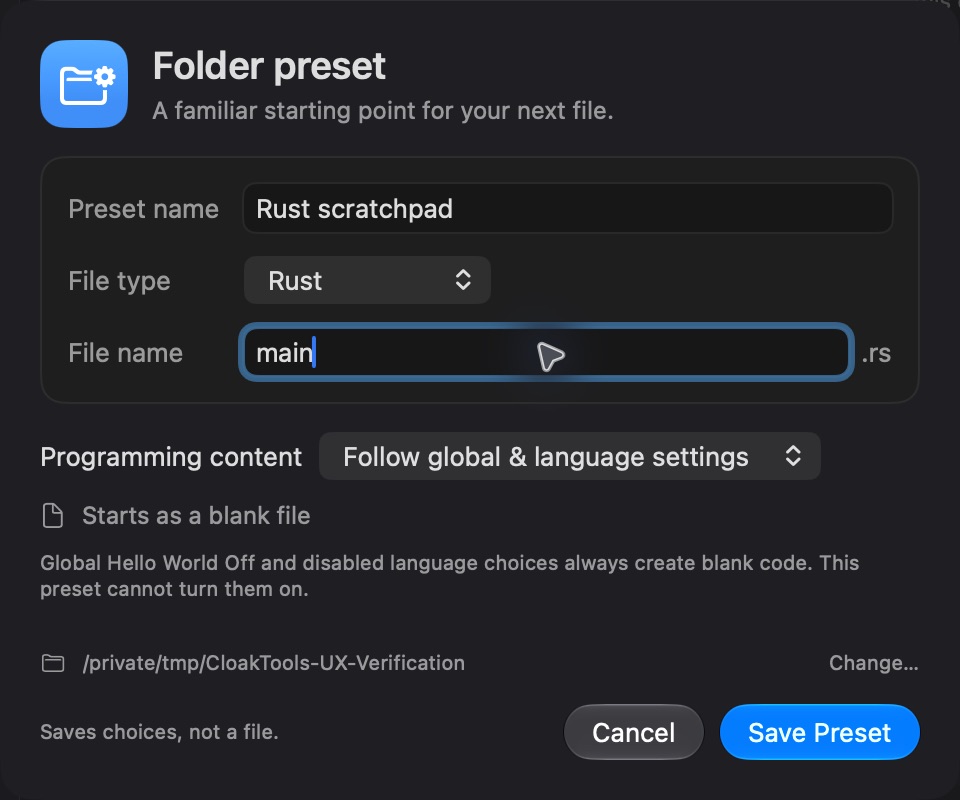 Folder preset
A familiar starting point for your next file.
Preset name
Rust scratchpad
File type
Rust
File name
main
.rs
Programming content
Follow global & language settings
Starts as a blank file
Global Hello World Off and disabled language choices always create blank code. This
preset cannot turn them on.
/private/tmp/CloakTools-UX-Verification
Change...
Saves choices, not a file.
Cancel
Save Preset